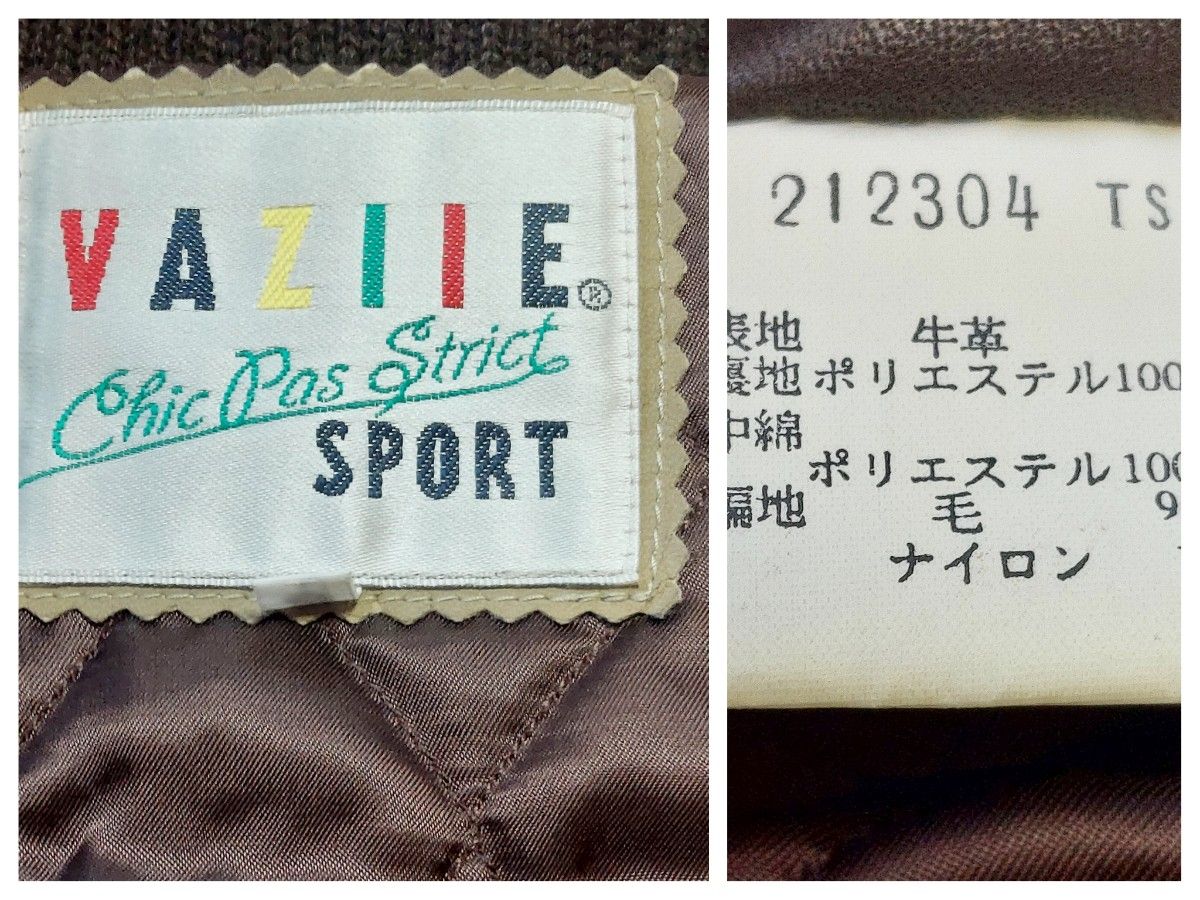 VAZIIE®
Chic Pas Strict
SPORT
212304 TS
表地 牛革
裏地 ポリエステル100
中綿
ポリエステル100
編地 毛 9
ナイロン